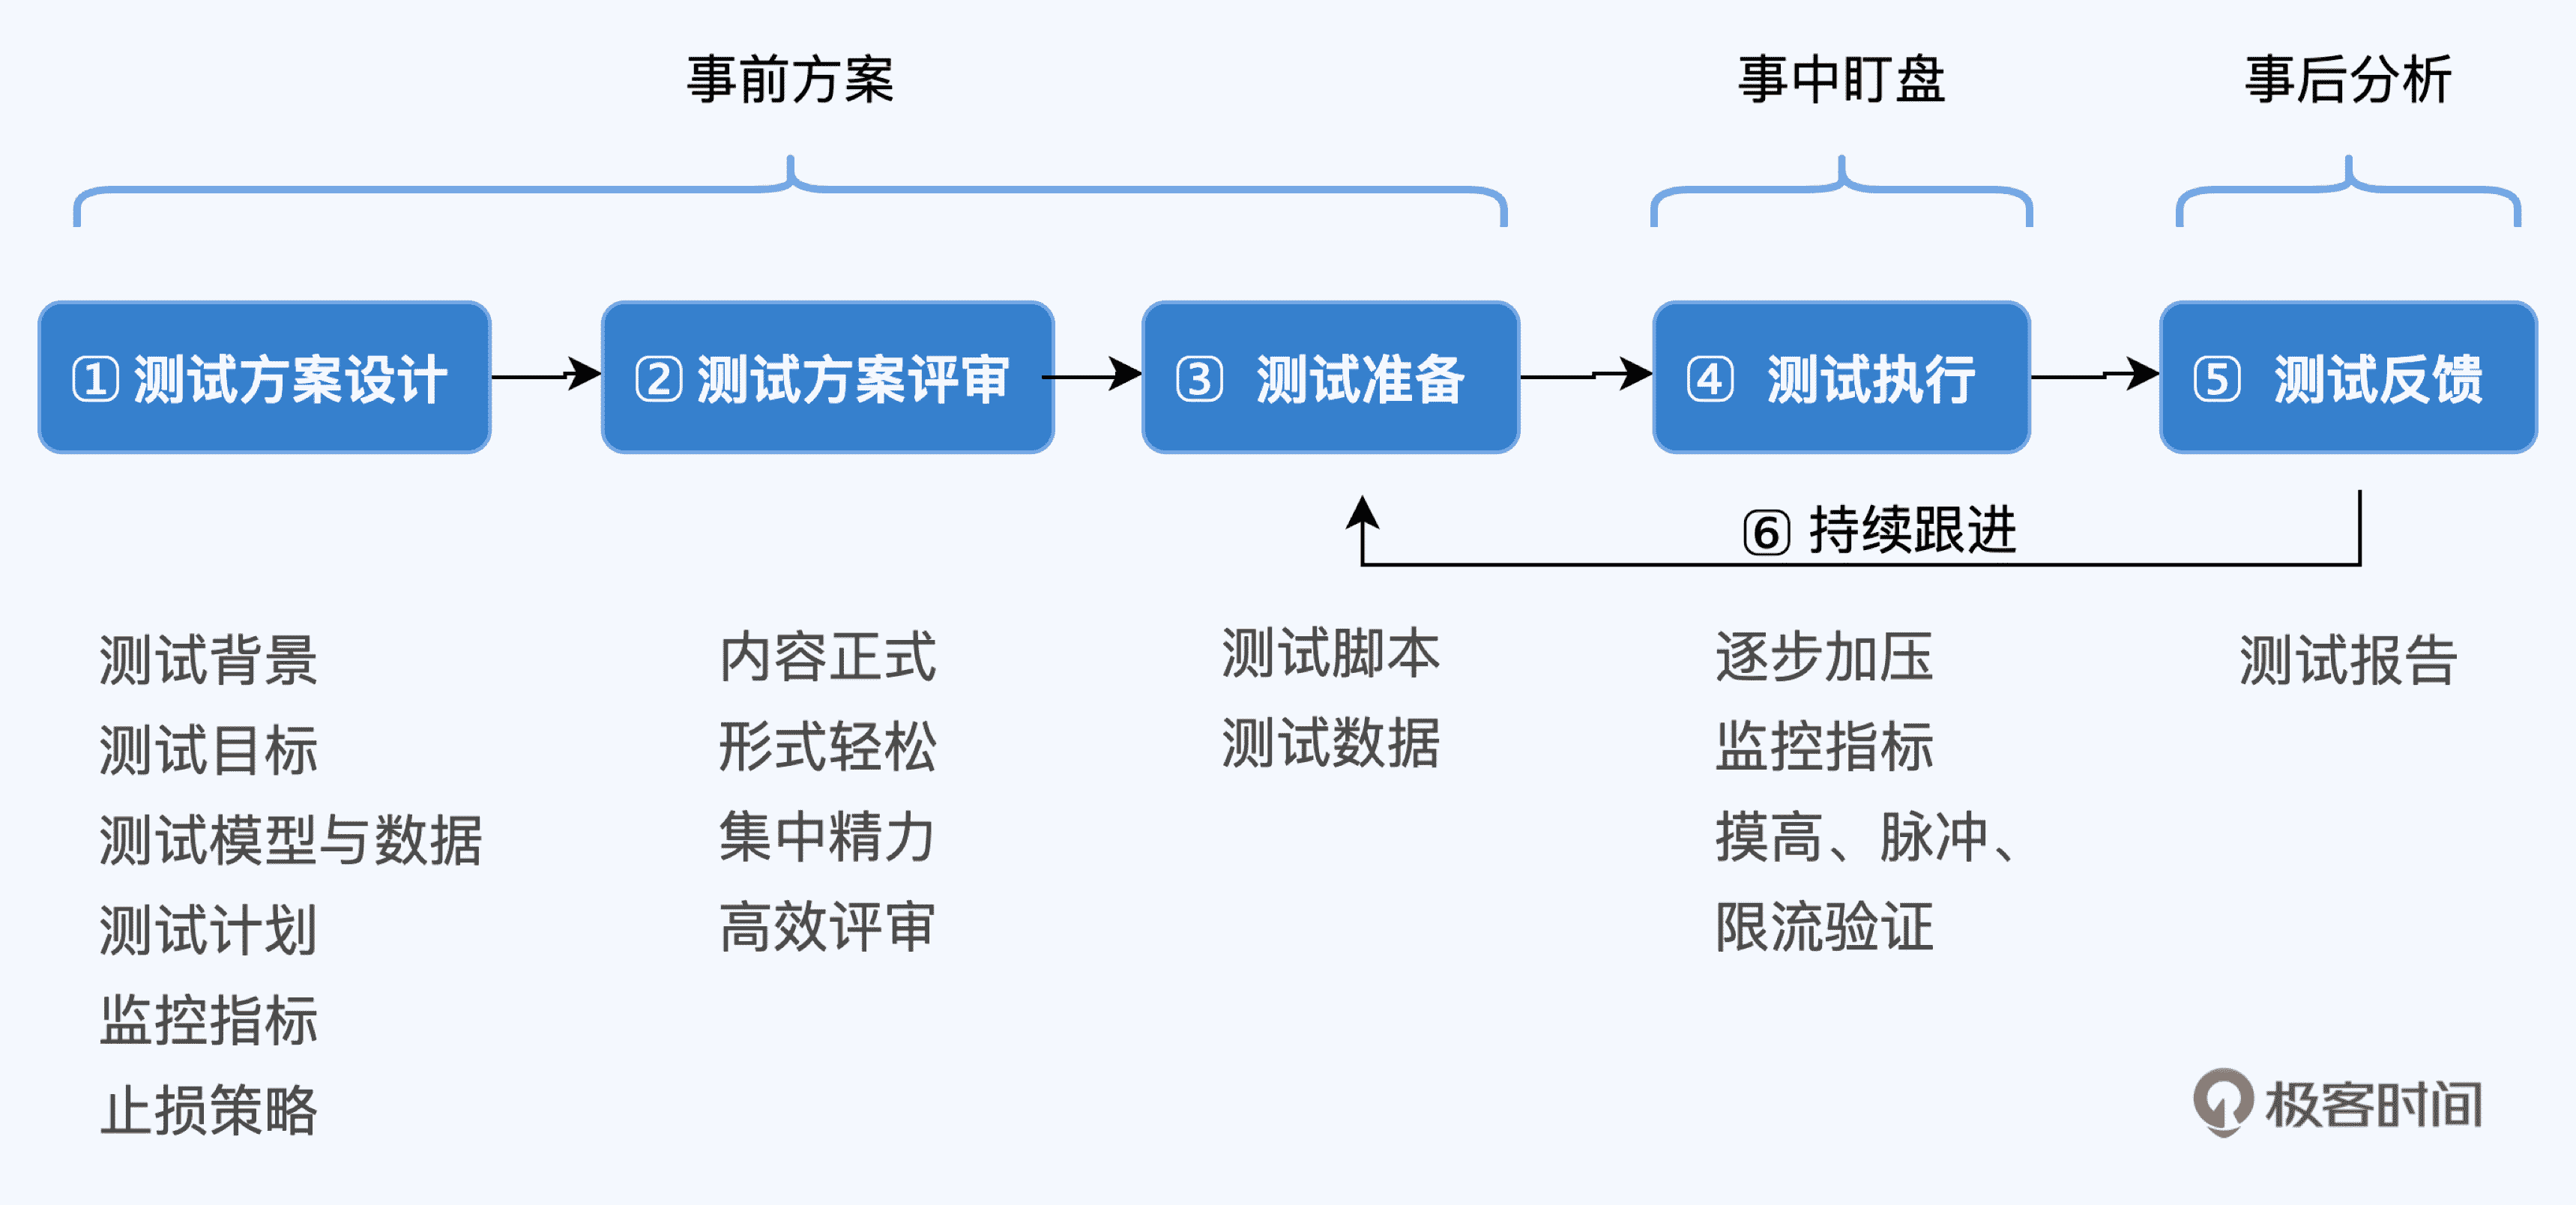 事前方案
事中盯盘
事后分析
① 测试方案设计
② 测试方案评审
③ 测试准备
④ 测试执行
⑤ 测试反馈
⑥ 持续跟进
测试背景
测试目标
测试模型与数据
测试计划
监控指标
止损策略
内容正式
形式轻松
集中精力
高效评审
测试脚本
测试数据
逐步加压
监控指标
摸高、脉冲、
限流验证
测试报告
极客时间